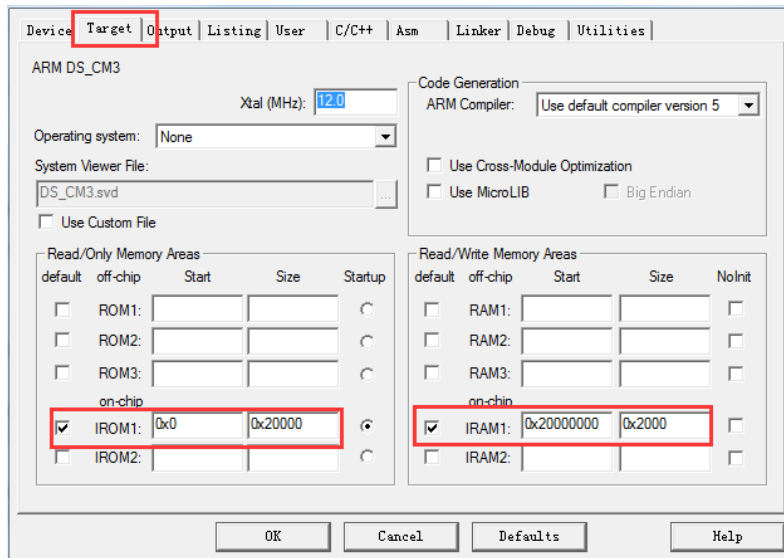 Device Target Output Listing User C/C++ Asm Linker Debug Utilities
ARM DS_CM3
Xtal (MHz): 12.0
Operating system: None
System Viewer File:
DS_CM3.svd ...
Use Custom File
Code Generation
ARM Compiler: Use default compiler version 5
Use Cross-Module Optimization
Use MicroLIB Big Endian
Read/Only Memory Areas
default off-chip Start Size Startup
ROM1:
ROM2:
ROM3:
on-chip
IROM1: 0x0 0x20000
IROM2:
Read/Write Memory Areas
default off-chip Start Size NoInit
RAM1:
RAM2:
RAM3:
on-chip
IRAM1: 0x20000000 0x2000
IRAM2:
OK Cancel Defaults Help